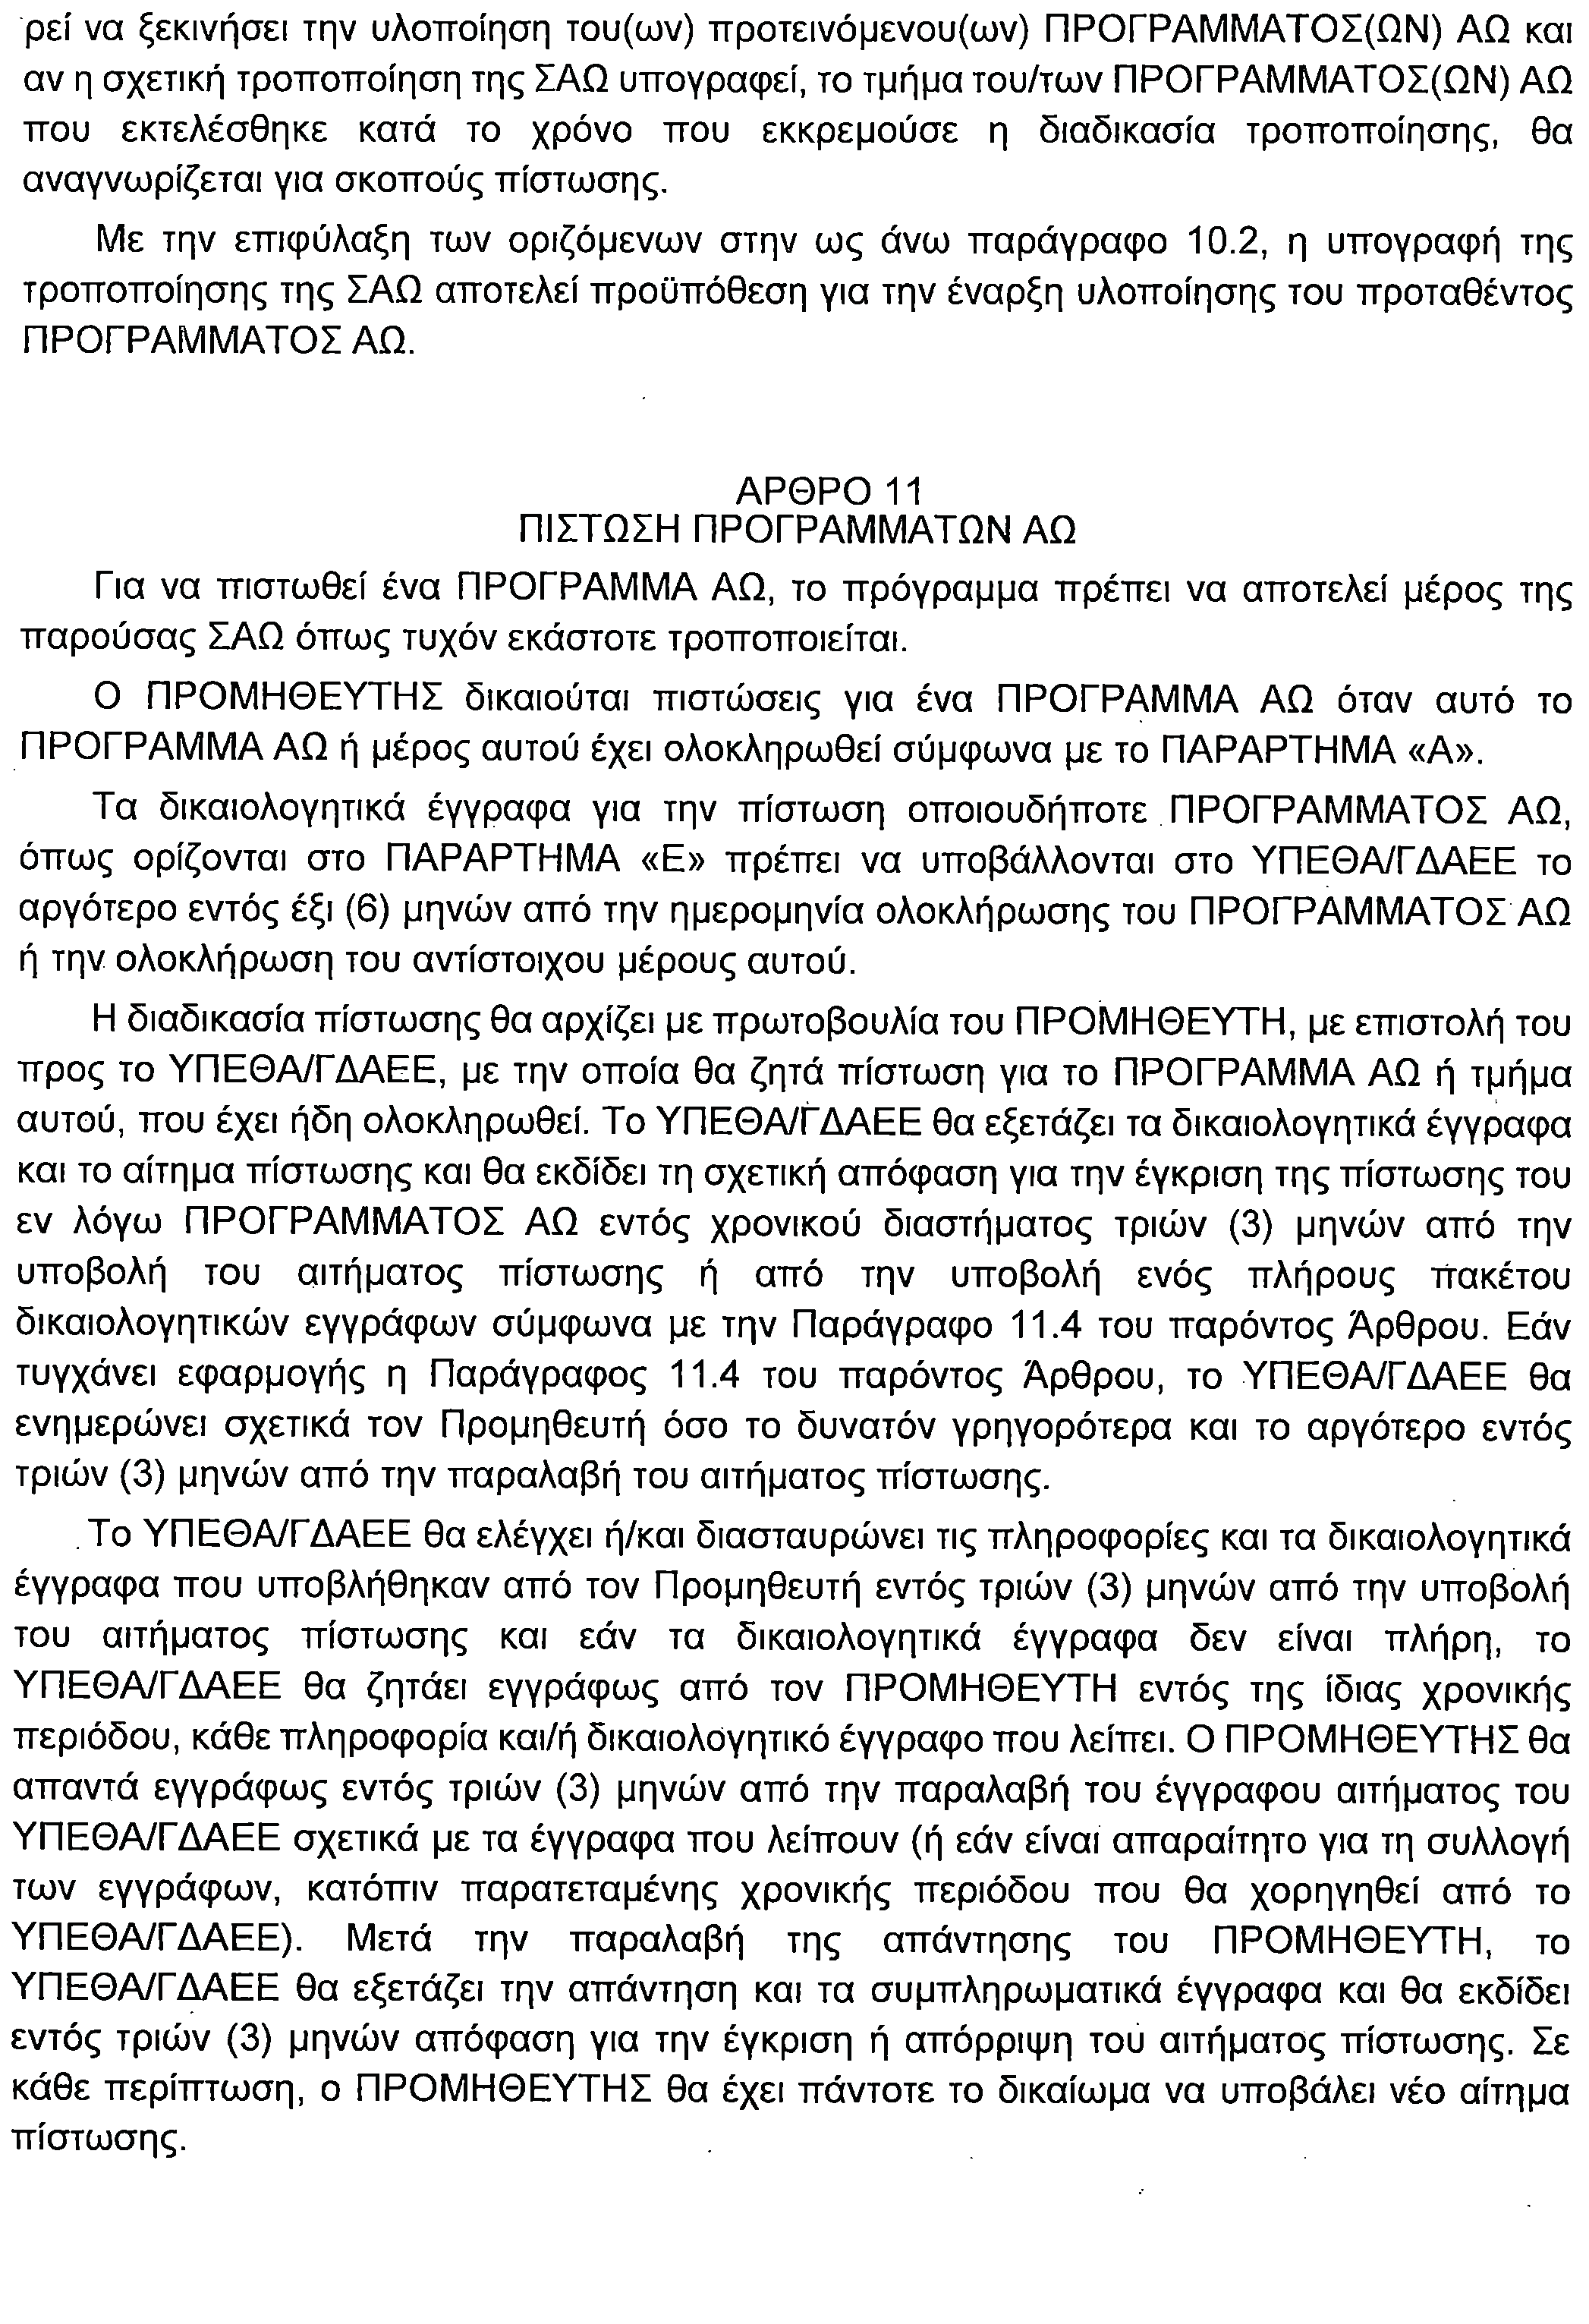 ρεί να ξεκινήσει την υλοποίηση του(ων) προτεινόμενου(ων) ΠΡΟΓΡΑΜΜΑΤΟΣ(ΩΝ) ΑΩ και
αν η σχετική τροποποίηση της ΣΑΩ υπογραφεί, το τμήμα του/των ΠΡΟΓΡΑΜΜΑΤΟΣ(ΩΝ) ΑΩ
που εκτελέσθηκε κατά το χρόνο που εκκρεμούσε η διαδικασία τροποποίησης, θα
αναγνωρίζεται για σκοπούς πίστωσης.
Με την επιφύλαξη των οριζόμενων στην ως άνω παράγραφο 10.2, η υπογραφή της
τροποποίησης της ΣΑΩ αποτελεί προϋπόθεση για την έναρξη υλοποίησης του προταθέντος
ΠΡΟΓΡΑΜΜΑΤΟΣ ΑΩ.
ΑΡΘΡΟ 11
ΠΙΣΤΩΣΗ ΠΡΟΓΡΑΜΜΑΤΩΝ ΑΩ
Για να πιστωθεί ένα ΠΡΟΓΡΑΜΜΑ ΑΩ, το πρόγραμμα πρέπει να αποτελεί μέρος της
παρούσας ΣΑΩ όπως τυχόν εκάστοτε τροποποιείται.
Ο ΠΡΟΜΗΘΕΥΤΗΣ δικαιούται πιστώσεις για ένα ΠΡΟΓΡΑΜΜΑ ΑΩ όταν αυτό το
ΠΡΟΓΡΑΜΜΑ ΑΩ ή μέρος αυτού έχει ολοκληρωθεί σύμφωνα με το ΠΑΡΑΡΤΗΜΑ «Α».
Τα δικαιολογητικά έγγραφα για την πίστωση οποιουδήποτε ΠΡΟΓΡΑΜΜΑΤΟΣ ΑΩ,
όπως ορίζονται στο ΠΑΡΑΡΤΗΜΑ «Ε» πρέπει να υποβάλλονται στο ΥΠΕΘΑ/ΓΔΑΕΕ το
αργότερο εντός έξι (6) μηνών από την ημερομηνία ολοκλήρωσης του ΠΡΟΓΡΑΜΜΑΤΟΣ ΑΩ
ή την ολοκλήρωση του αντίστοιχου μέρους αυτού.
Η διαδικασία πίστωσης θα αρχίζει με πρωτοβουλία του ΠΡΟΜΗΘΕΥΤΗ, με επιστολή του
προς το ΥΠΕΘΑ/ΓΔΑΕΕ, με την οποία θα ζητά πίστωση για το ΠΡΟΓΡΑΜΜΑ ΑΩ ή τμήμα
αυτού, που έχει ήδη ολοκληρωθεί. Το ΥΠΕΘΑ/ΓΔΑΕΕ θα εξετάζει τα δικαιολογητικά έγγραφα
και το αίτημα πίστωσης και θα εκδίδει τη σχετική απόφαση για την έγκριση της πίστωσης του
εν λόγω ΠΡΟΓΡΑΜΜΑΤΟΣ ΑΩ εντός χρονικού διαστήματος τριών (3) μηνών από την
υποβολή του αιτήματος πίστωσης ή από την υποβολή ενός πλήρους πακέτου
δικαιολογητικών εγγράφων σύμφωνα με την Παράγραφο 11.4 του παρόντος Άρθρου. Εάν
τυγχάνει εφαρμογής η Παράγραφος 11.4 του παρόντος Άρθρου, το ΥΠΕΘΑ/ΓΔΑΕΕ θα
ενημερώνει σχετικά τον Προμηθευτή όσο το δυνατόν γρηγορότερα και το αργότερο εντός
τριών (3) μηνών από την παραλαβή του αιτήματος πίστωσης.
Το ΥΠΕΘΑ/ΓΔΑΕΕ θα ελέγχει ή/και διασταυρώνει τις πληροφορίες και τα δικαιολογητικά
έγγραφα που υποβλήθηκαν από τον Προμηθευτή εντός τριών (3) μηνών από την υποβολή
του αιτήματος πίστωσης και εάν τα δικαιολογητικά έγγραφα δεν είναι πλήρη, το
ΥΠΕΘΑ/ΓΔΑΕΕ θα ζητάει εγγράφως από τον ΠΡΟΜΗΘΕΥΤΗ εντός της ίδιας χρονικής
περιόδου, κάθε πληροφορία και/ή δικαιολογητικό έγγραφο που λείπει. Ο ΠΡΟΜΗΘΕΥΤΗΣ θα
απαντά εγγράφως εντός τριών (3) μηνών από την παραλαβή του έγγραφου αιτήματος του
ΥΠΕΘΑ/ΓΔΑΕΕ σχετικά με τα έγγραφα που λείπουν (ή εάν είναι απαραίτητο για τη συλλογή
των εγγράφων, κατόπιν παρατεταμένης χρονικής περιόδου που θα χορηγηθεί από το
ΥΠΕΘΑ/ΓΔΑΕΕ). Μετά την παραλαβή της απάντησης του ΠΡΟΜΗΘΕΥΤΗ, το
ΥΠΕΘΑ/ΓΔΑΕΕ θα εξετάζει την απάντηση και τα συμπληρωματικά έγγραφα και θα εκδίδει
εντός τριών (3) μηνών απόφαση για την έγκριση ή απόρριψη του αιτήματος πίστωσης. Σε
κάθε περίπτωση, ο ΠΡΟΜΗΘΕΥΤΗΣ θα έχει πάντοτε το δικαίωμα να υποβάλει νέο αίτημα
πίστωσης.